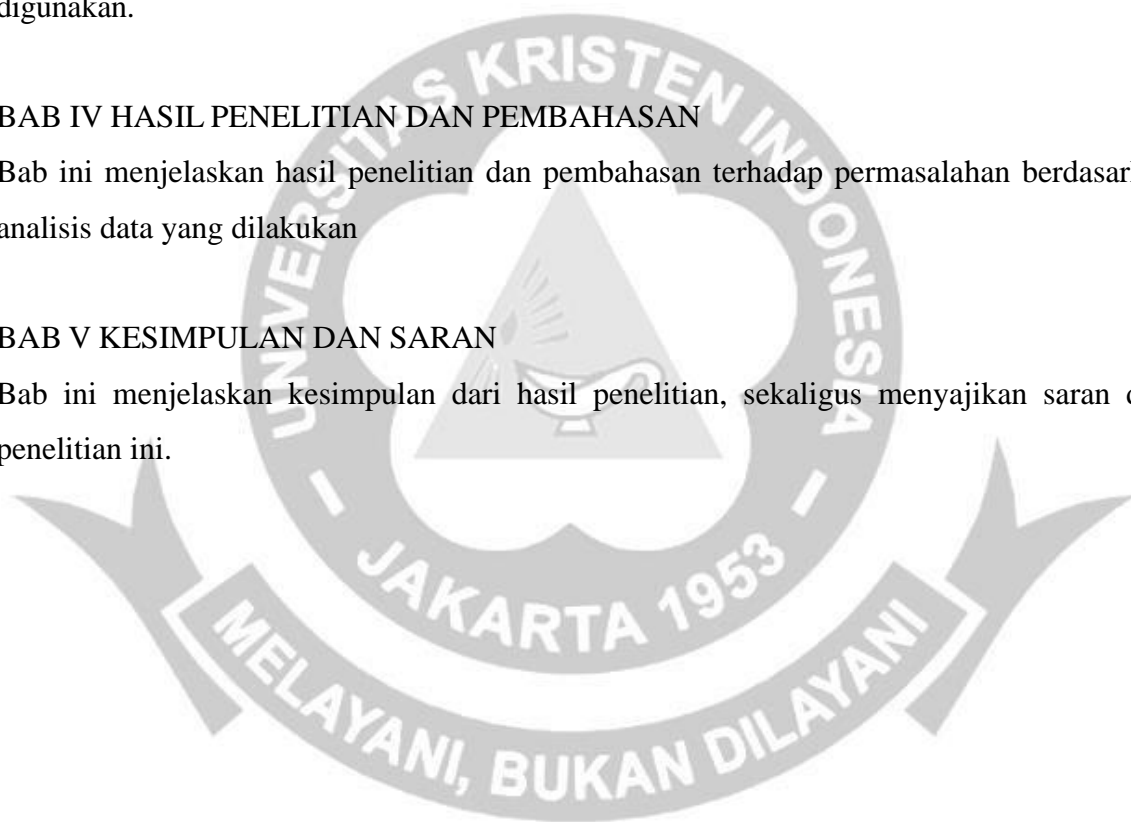 digunakan.
BAB IV HASIL PENELITIAN DAN PEMBAHASAN
Bab ini menjelaskan hasil penelitian dan pembahasan terhadap permasalahan
analisis data yang dilakukan
BAB V KESIMPULAN DAN SARAN
Bab ini menjelaskan kesimpulan dari hasil penelitian, sekaligus menyajikan saran
penelitian ini.
UNIVERSITAS KRISTEN INDONESIA
JAKARTA 1953
MELAYANI, BUKAN DILAYANI